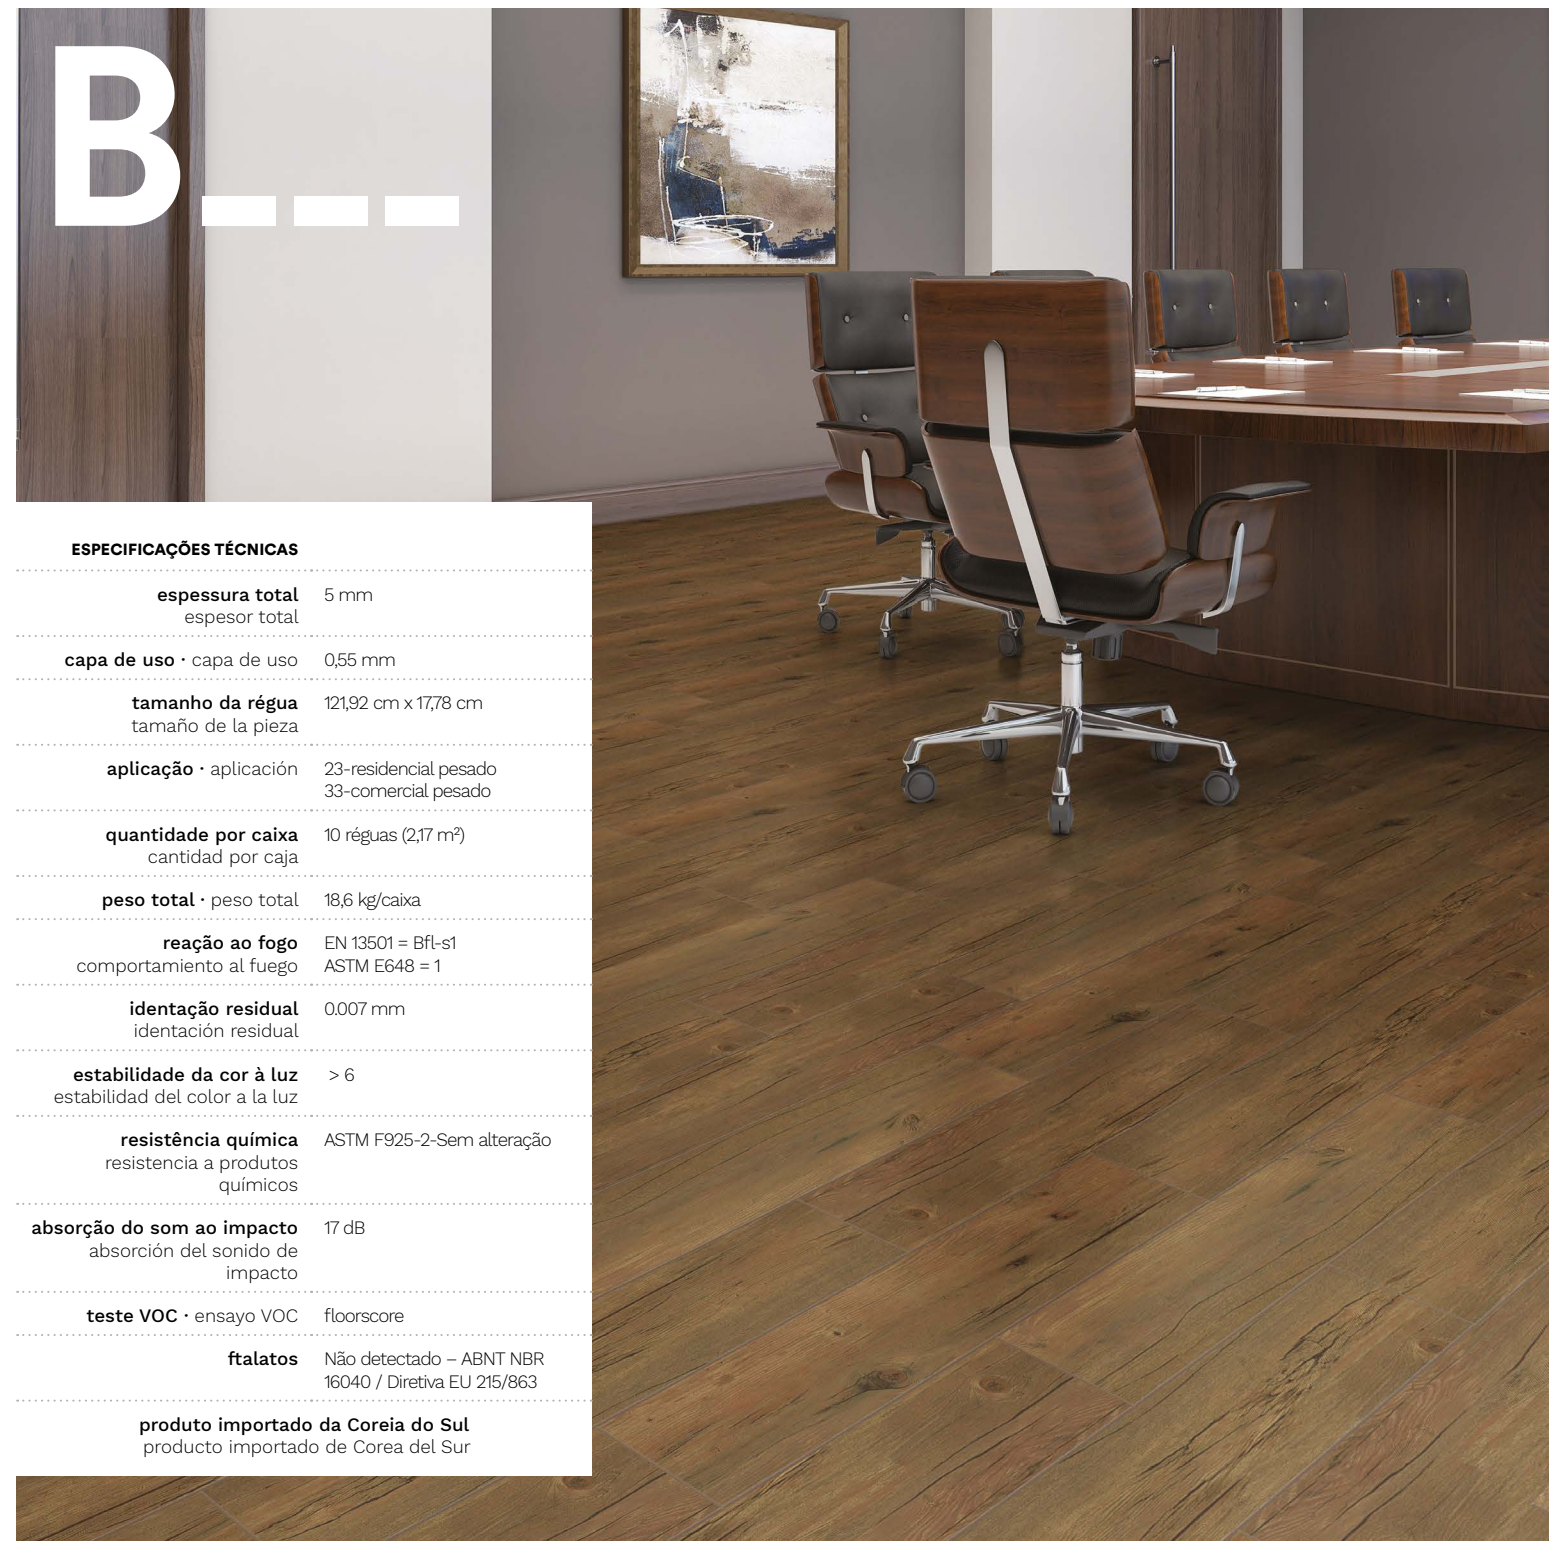 B___
ESPECIFICAÇÕES TÉCNICAS
espessura total 5 mm
espesor total
capa de uso · capa de uso 0,55 mm
tamanho da régua 121,92 cm x 17,78 cm
tamaño de la pieza
aplicação · aplicación 23-residencial pesado
33-comercial pesado
quantidade por caixa 10 réguas (2,17 m²)
cantidad por caja
peso total · peso total 18,6 kg/caixa
reação ao fogo EN 13501 = Bfl-s1
comportamiento al fuego ASTM E648 = 1
identação residual 0.007 mm
identación residual
estabilidade da cor à luz > 6
estabilidad del color a la luz
resistência química ASTM F925-2-Sem alteração
resistencia a produtos
químicos
absorção do som ao impacto 17 dB
absorción del sonido de
impacto
teste VOC · ensayo VOC floorscore
ftalatos Não detectado – ABNT NBR
16040 / Diretiva EU 215/863
produto importado da Coreia do Sul
producto importado de Corea del Sur